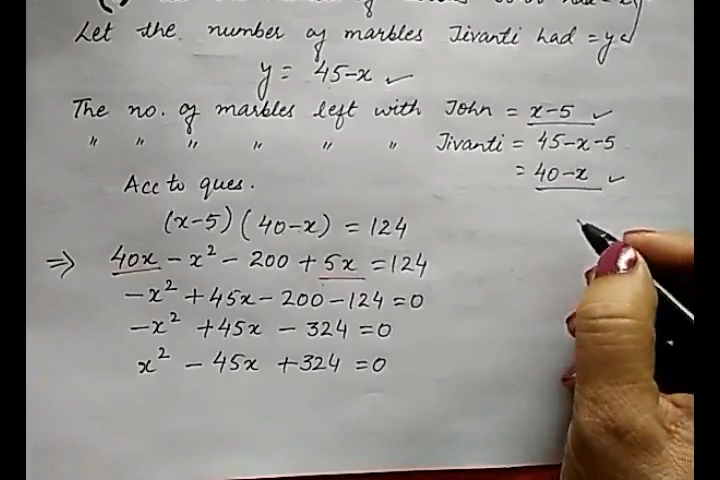 Let the number of marbles Jivanti had = y
y = 45-x ✓
The no. of marbles left with John = x-5 ✓
" " " " " " Jivanti = 45-x-5
= 40-x ✓
Acc to ques.
(x-5) (40-x) = 124
⇒ 40x - x² - 200 + 5x = 124
-x² + 45x - 200 - 124 = 0
-x² + 45x - 324 = 0
x² - 45x + 324 = 0